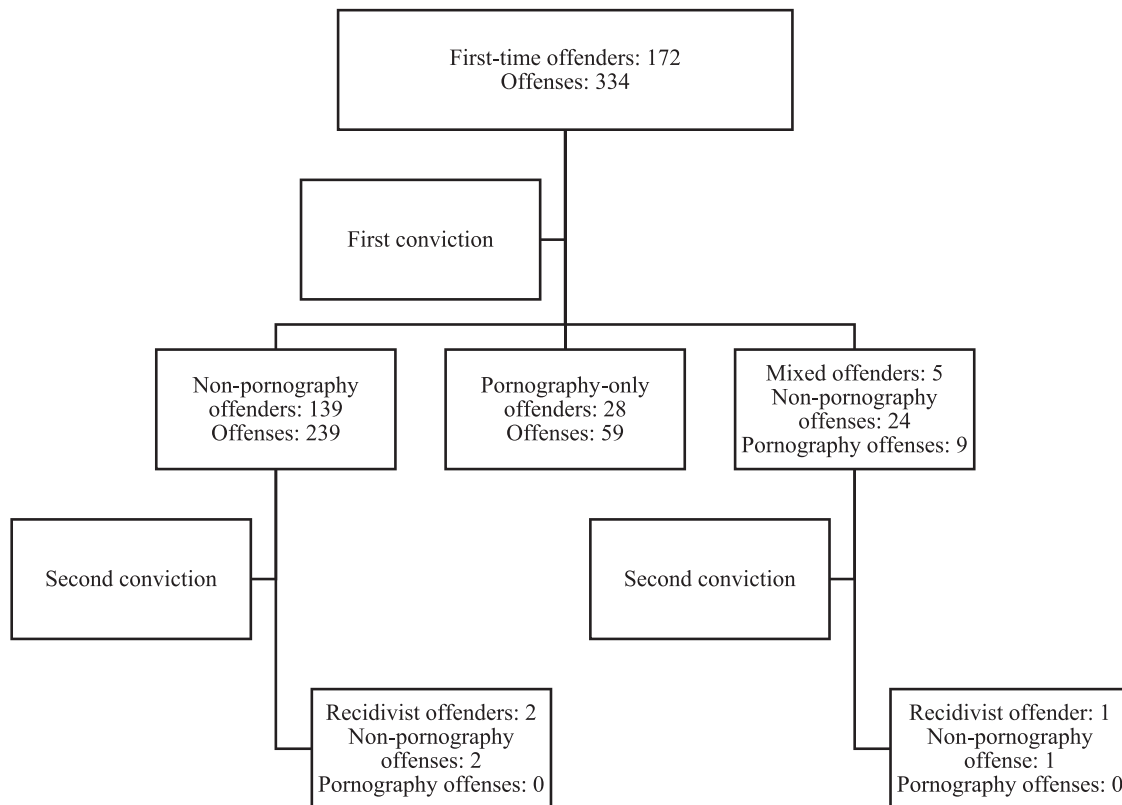 First-time offenders: 172
Offenses: 334
First conviction
Non-pornography
offenders: 139
Offenses: 239
Pornography-only
offenders: 28
Offenses: 59
Mixed offenders: 5
Non-pornography
offenses: 24
Pornography offenses: 9
Second conviction
Second conviction
Recidivist offenders: 2
Non-pornography
offenses: 2
Pornography offenses: 0
Recidivist offender: 1
Non-pornography
offense: 1
Pornography offenses: 0